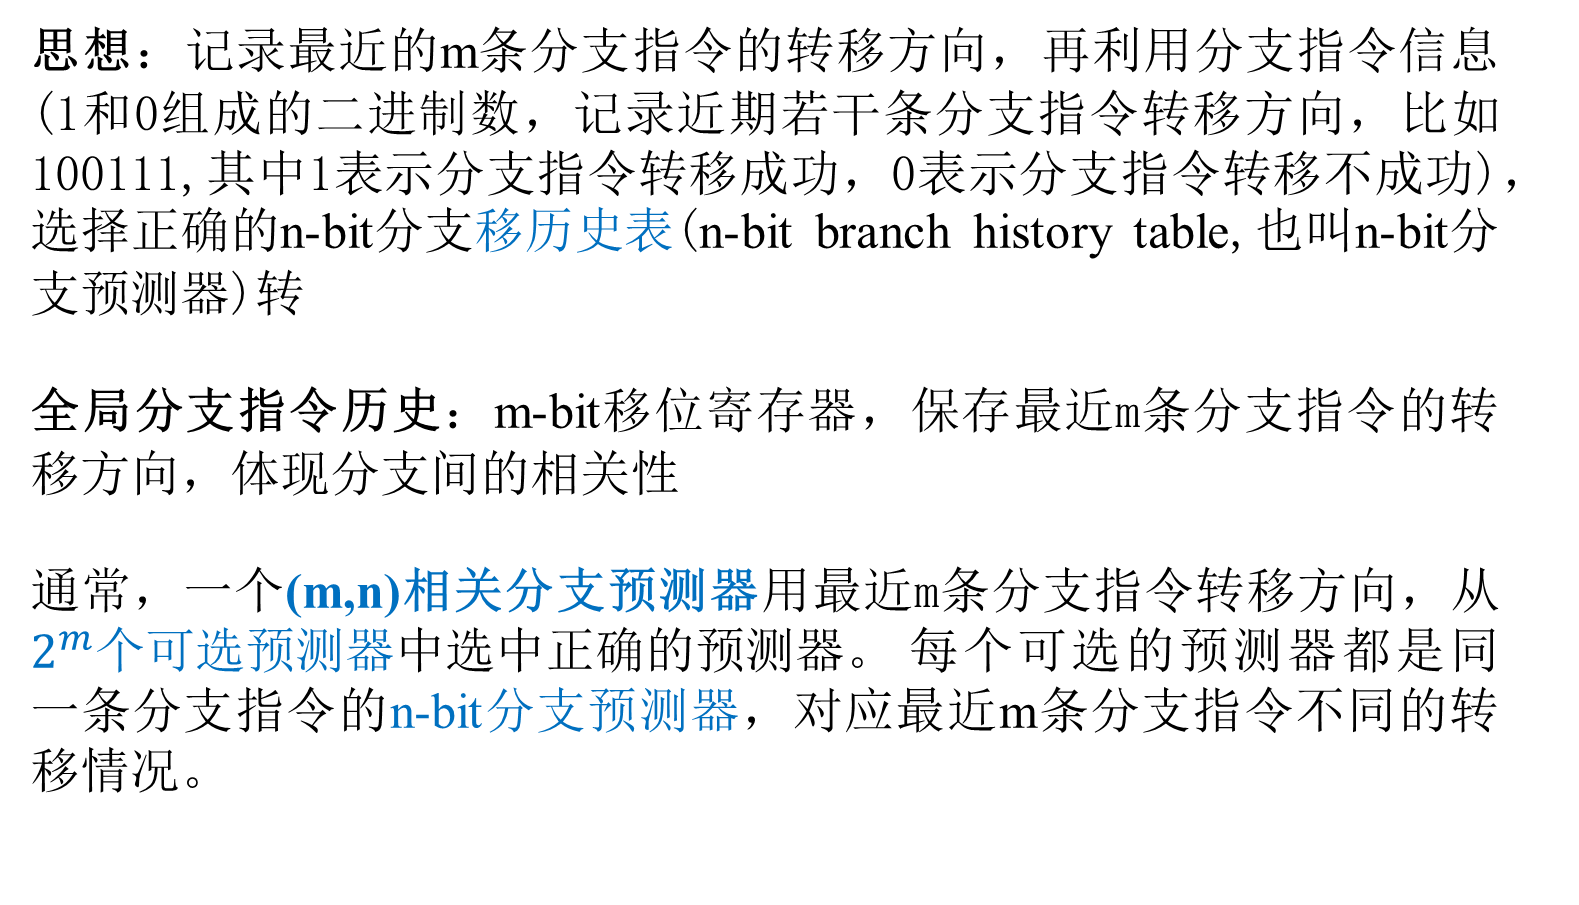 思想：记录最近的m条分支指令的转移方向，再利用分支指令信息
(1和0组成的二进制数，记录近期若干条分支指令转移方向，比如
100111,其中1表示分支指令转移成功，0表示分支指令转移不成功)，
选择正确的n-bit分支移历史表(n-bit branch history table,也叫n-bit分
支预测器)转
全局分支指令历史：m-bit移位寄存器，保存最近m条分支指令的转
移方向，体现分支间的相关性
通常，一个(m,n)相关分支预测器用最近m条分支指令转移方向，从
2^m个可选预测器中选中正确的预测器。每个可选的预测器都是同
一条分支指令的n-bit分支预测器，对应最近m条分支指令不同的转
移情况。